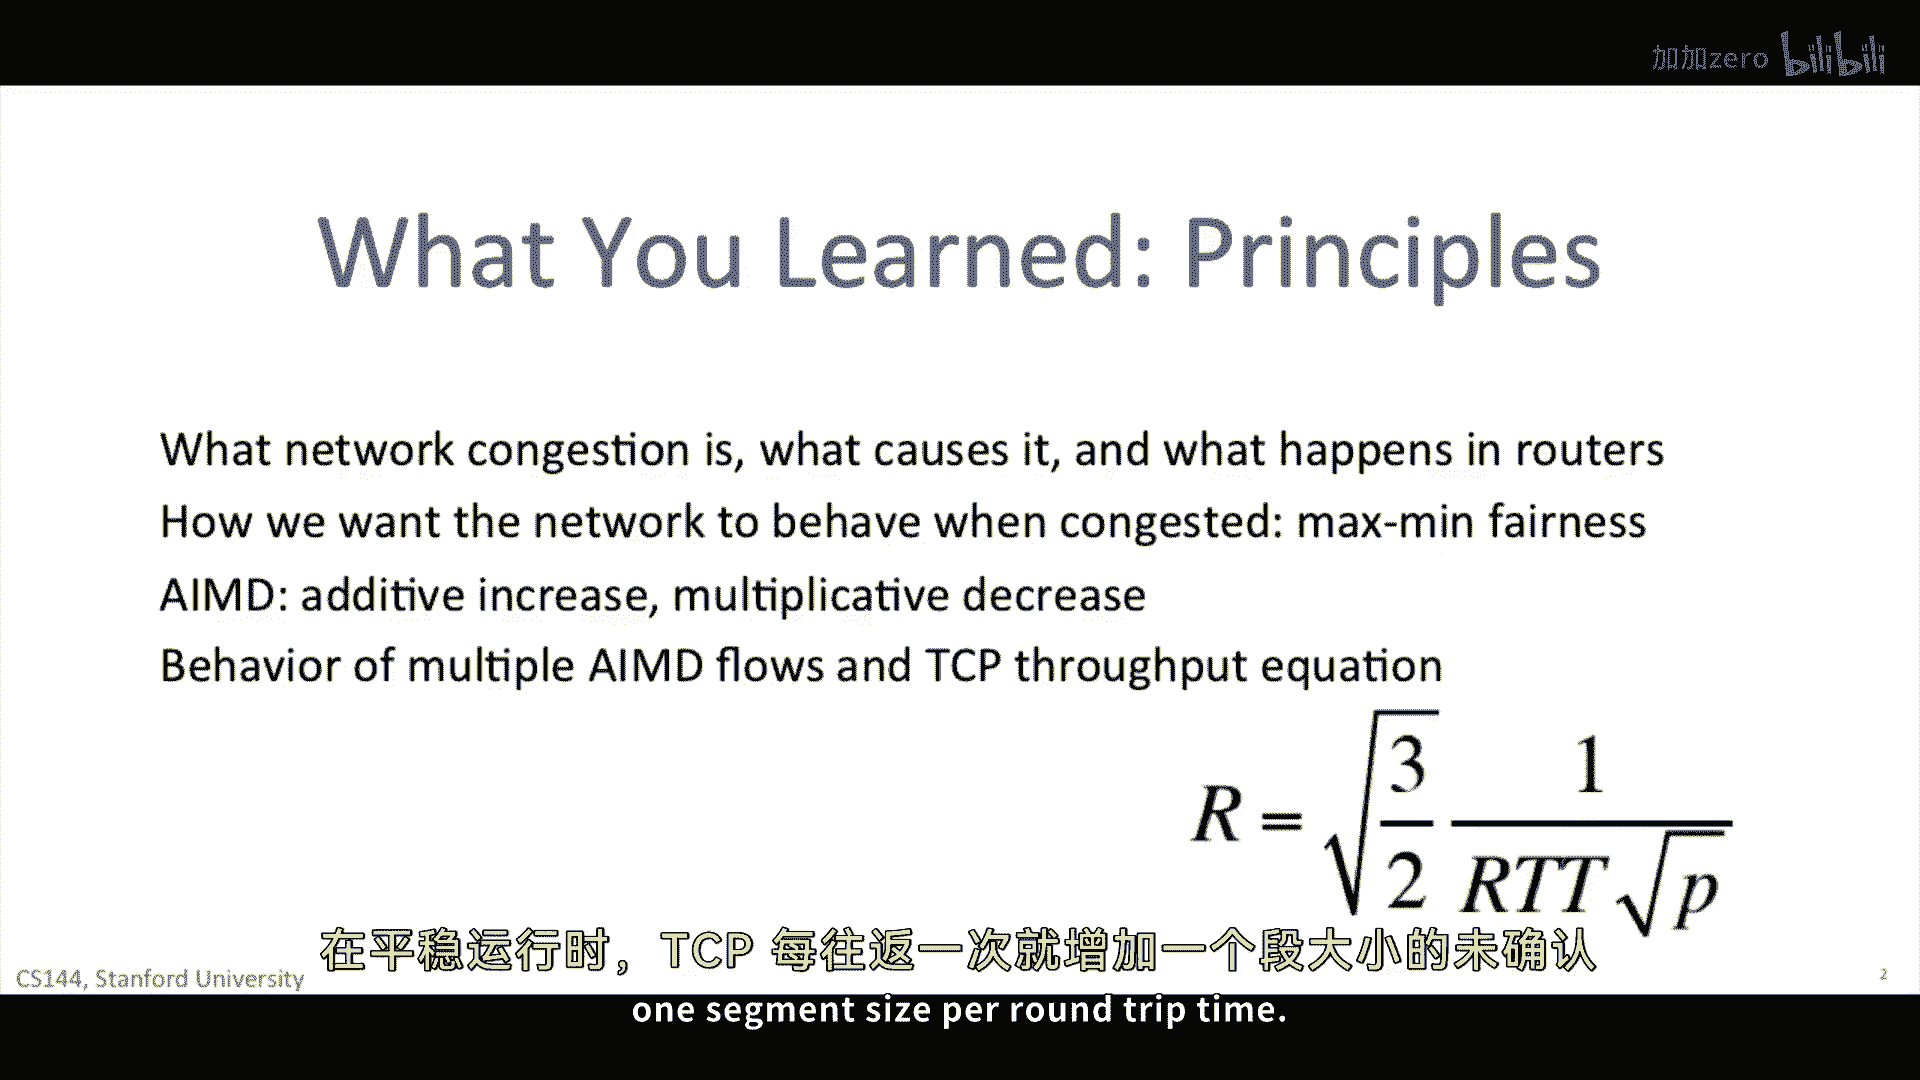 加加zero bilibili
What You Learned: Principles
What network congestion is, what causes it, and what happens in routers
How we want the network to behave when congested: max-min fairness
AIMD: additive increase, multiplicative decrease
Behavior of multiple AIMD flows and TCP throughput equation
R = √(3/2) 1/(RTT√p)
在平稳运行时，TCP 每往返一次就增加一个段大小的未确认
CS144, Stanford University
2
one segment size per round trip time.